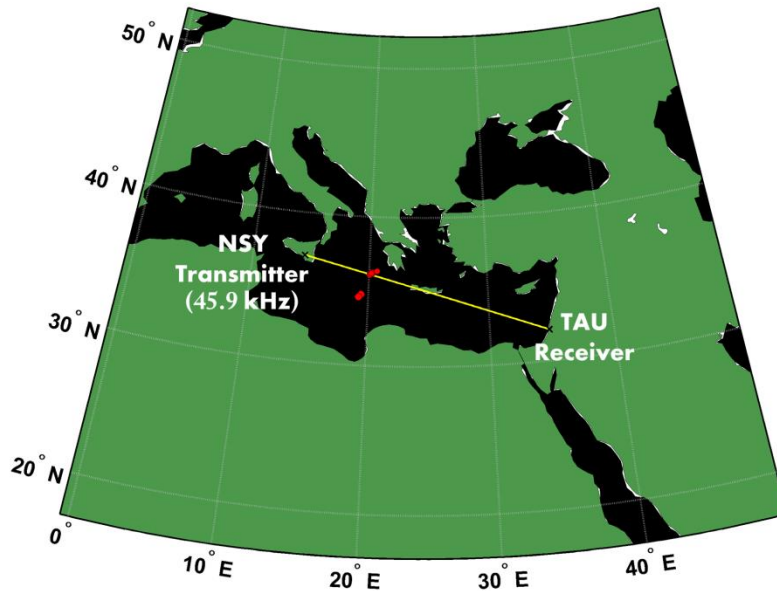 50° N
40° N
NSY
Transmitter
(45.9 kHz)
TAU
Receiver
30° N
20° N
0°
10° E
20° E
30° E
40° E